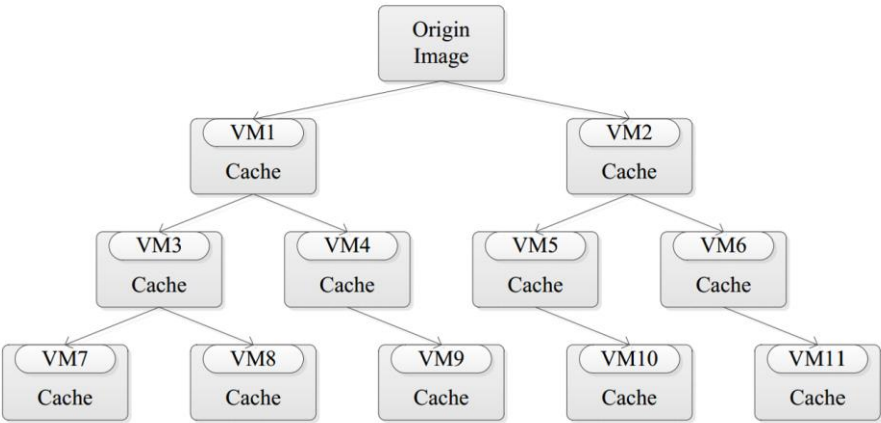 Origin
Image
VM1
VM2
Cache
Cache
VM3
VM4
VM5
VM6
Cache
Cache
Cache
Cache
VM7
VM8
VM9
VM10
VM11
Cache
Cache
Cache
Cache
Cache